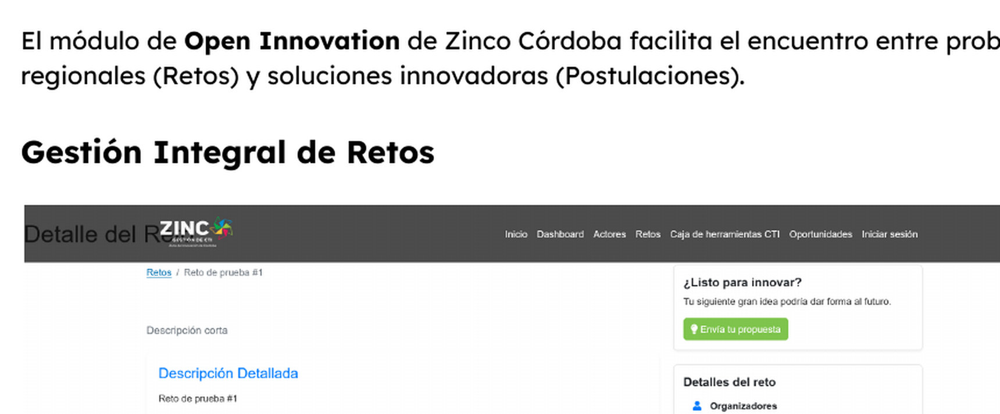 El módulo de Open Innovation de Zinco Córdoba facilita el encuentro entre prob
regionales (Retos) y soluciones innovadoras (Postulaciones).
Gestión Integral de Retos
Detalle del Re
ZINC
GESTIÓN DE CTI
Inicio Dashboard Actores Retos Caja de herramientas CTI Oportunidades Iniciar sesión
Retos / Reto de prueba #1
¿Listo para innovar?
Tu siguiente gran idea podría dar forma al futuro.
Envía tu propuesta
Descripción corta
Descripción Detallada
Reto de prueba #1
Detalles del reto
Organizadores